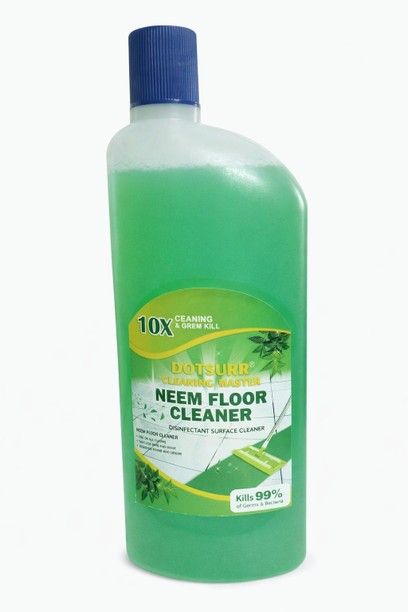 10X CEANING
& GREM KILL
DOTSURR®
CLEANING MASTER
NEEM FLOOR
CLEANER
DISINFECTANT SURFACE CLEANER
NEEM FLOOR CLEANER
Kills 99%
of Germs & Bacteria